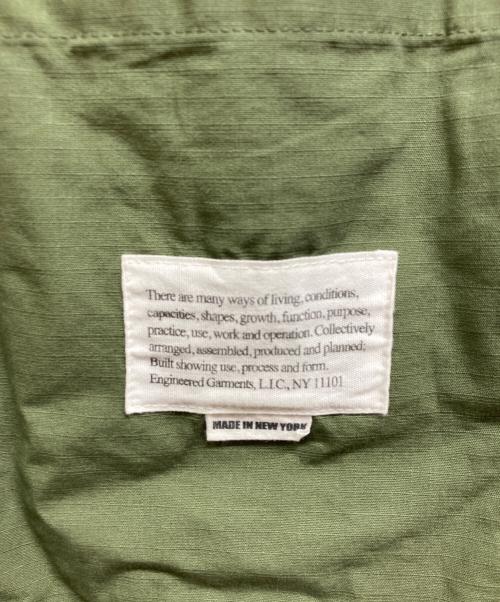 There are many ways of living, conditions,
capacities, shapes, growth, function, purpose,
practice, use, work and operation. Collectively
arranged, assembled, produced and planned;
Built showing use, process and form.
Engineered Garments, L.I.C., NY 11101
MADE IN NEW YORK